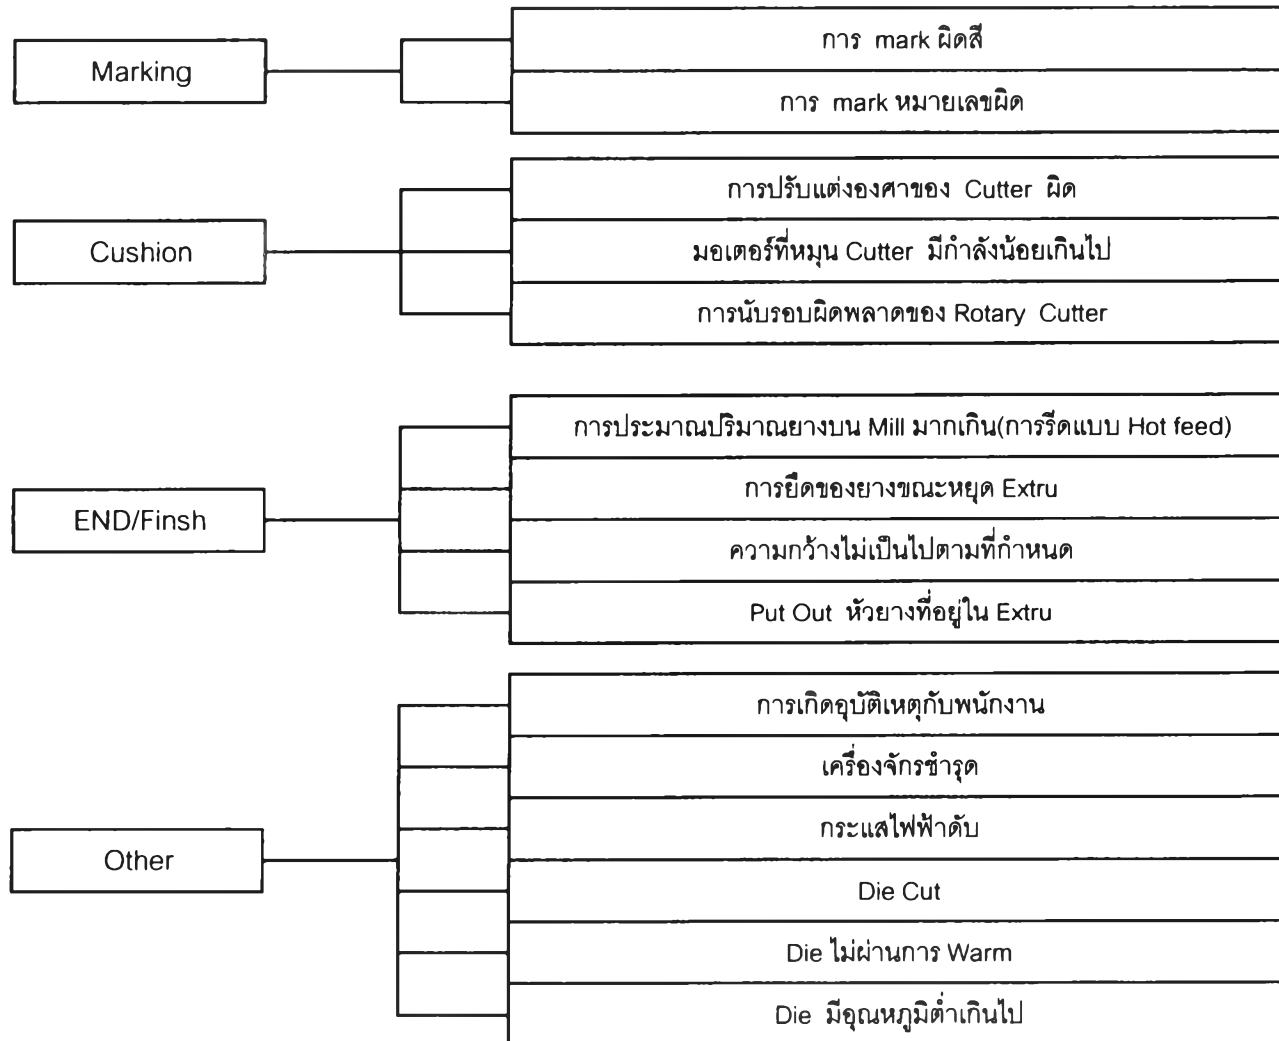 Marking
การ mark ผิดสี
การ mark หมายเลขผิด
Cushion
การปรับแต่งองศาของ Cutter ผิด
มอเตอร์ที่หมุน Cutter มีกำลังน้อยเกินไป
การนับรอบผิดพลาดของ Rotary Cutter
END/Finsh
การประมาณปริมาณยางบน Mill มากเกิน(การรีดแบบ Hot feed)
การยืดของยางขณะหยุด Extru
ความกว้างไม่เป็นไปตามที่กำหนด
Put Out หัวยางที่อยู่ใน Extru
Other
การเกิดอุบัติเหตุกับพนักงาน
เครื่องจักรชำรุด
กระแสไฟฟ้าดับ
Die Cut
Die ไม่ผ่านการ Warm
Die มีอุณหภูมิต่ำเกินไป